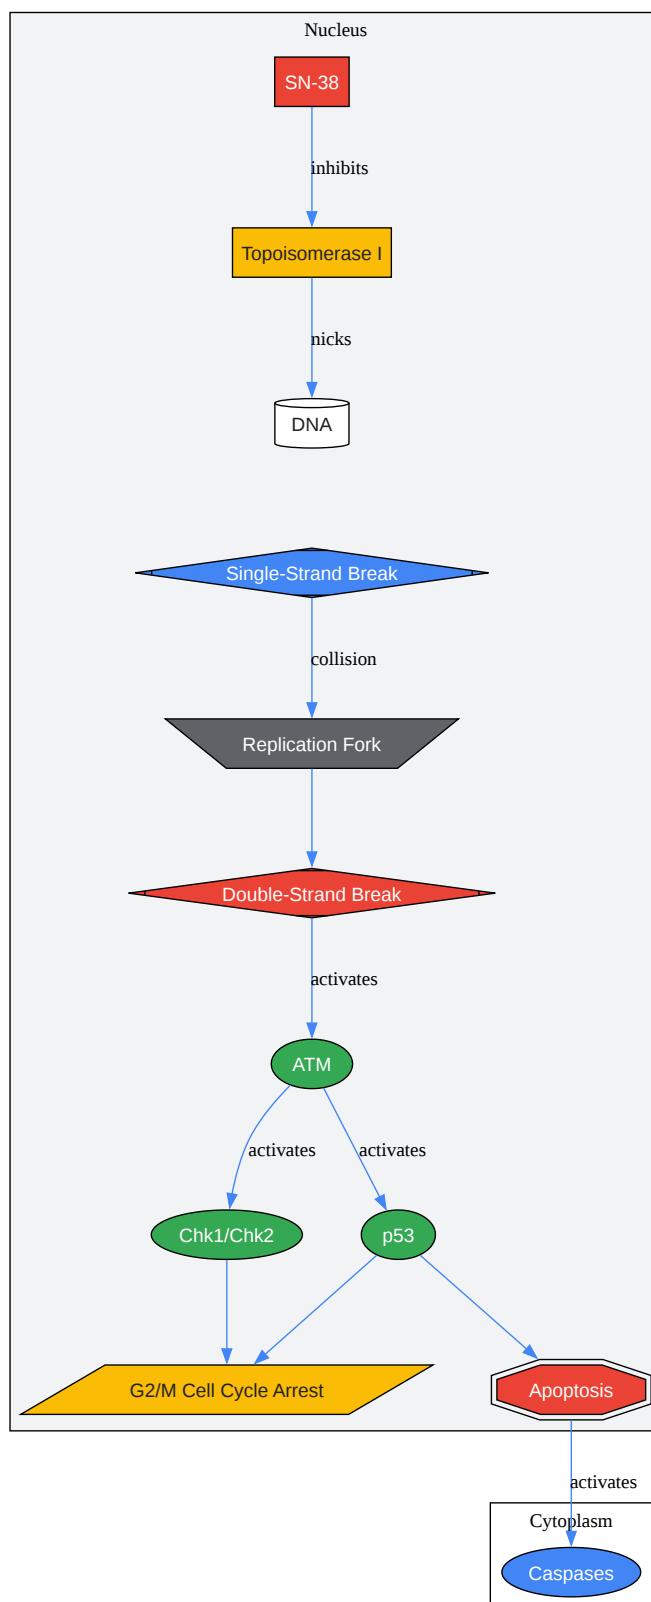 Nucleus
SN-38
inhibits
Topoisomerase I
nicks
DNA
Single-Strand Break
collision
Replication Fork
Double-Strand Break
activates
ATM
activates
activates
Chk1/Chk2
p53
G2/M Cell Cycle Arrest
Apoptosis
activates
Cytoplasm
Caspases